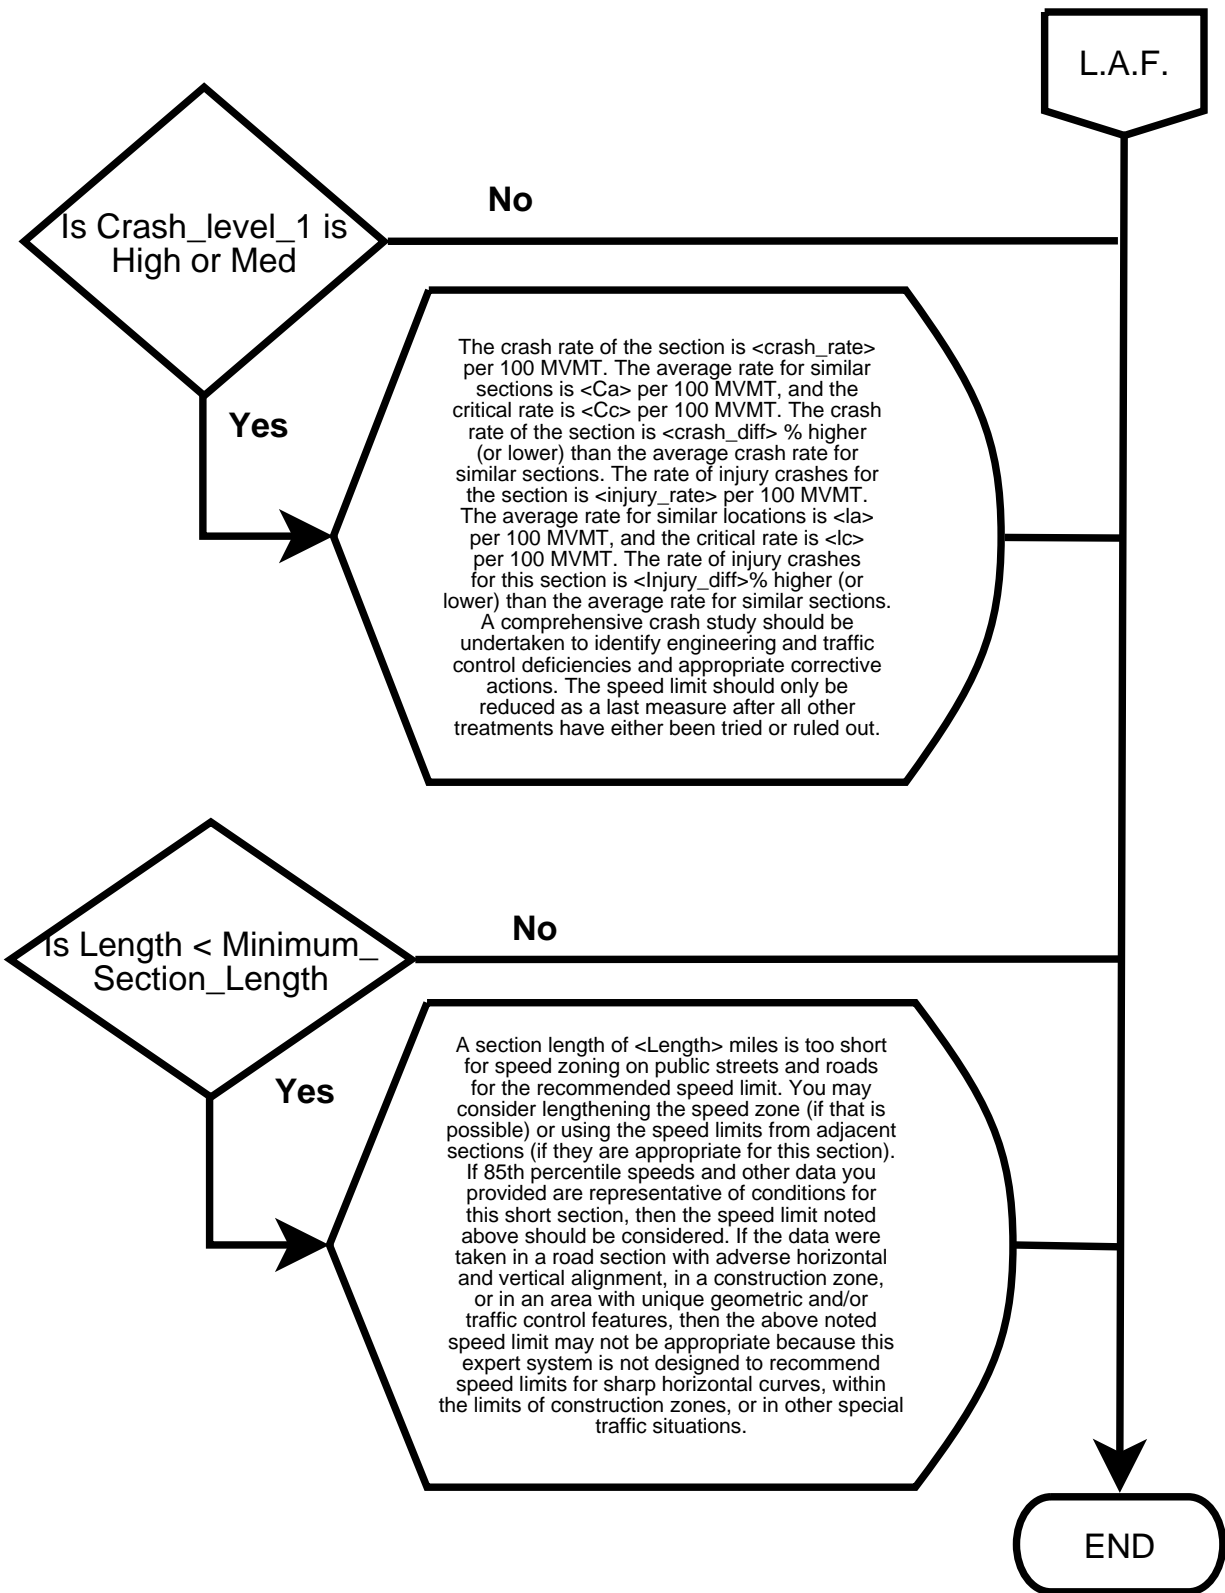 L.A.F.
No
Is Crash_level_1 is
High or Med
The crash rate of the section is <crash_rate>
per 100 MVMT. The average rate for similar
sections is <Ca> per 100 MVMT, and the
critical rate is <Cc> per 100 MVMT. The crash
rate of the section is <crash_diff> % higher
(or lower) than the average crash rate for
similar sections. The rate of injury crashes for
the section is <injury_rate> per 100 MVMT.
The average rate for similar locations is <Ia>
per 100 MVMT, and the critical rate is <Ic>
per 100 MVMT. The rate of injury crashes
for this section is <Injury_diff>% higher (or
lower) than the average rate for similar sections.
A comprehensive crash study should be
undertaken to identify engineering and traffic
control deficiencies and appropriate corrective
actions. The speed limit should only be
reduced as a last measure after all other
treatments have either been tried or ruled out.
Yes
No
Is Length < Minimum_
Section_Length
A section length of <Length> miles is too short
for speed zoning on public streets and roads
for the recommended speed limit. You may
consider lengthening the speed zone (if that is
possible) or using the speed limits from adjacent
sections (if they are appropriate for this section).
If 85th percentile speeds and other data you
provided are representative of conditions for
this short section, then the speed limit noted
above should be considered. If the data were
taken in a road section with adverse horizontal
and vertical alignment, in a construction zone,
or in an area with unique geometric and/or
traffic control features, then the above noted
speed limit may not be appropriate because this
expert system is not designed to recommend
speed limits for sharp horizontal curves, within
the limits of construction zones, or in other special
traffic situations.
Yes
END